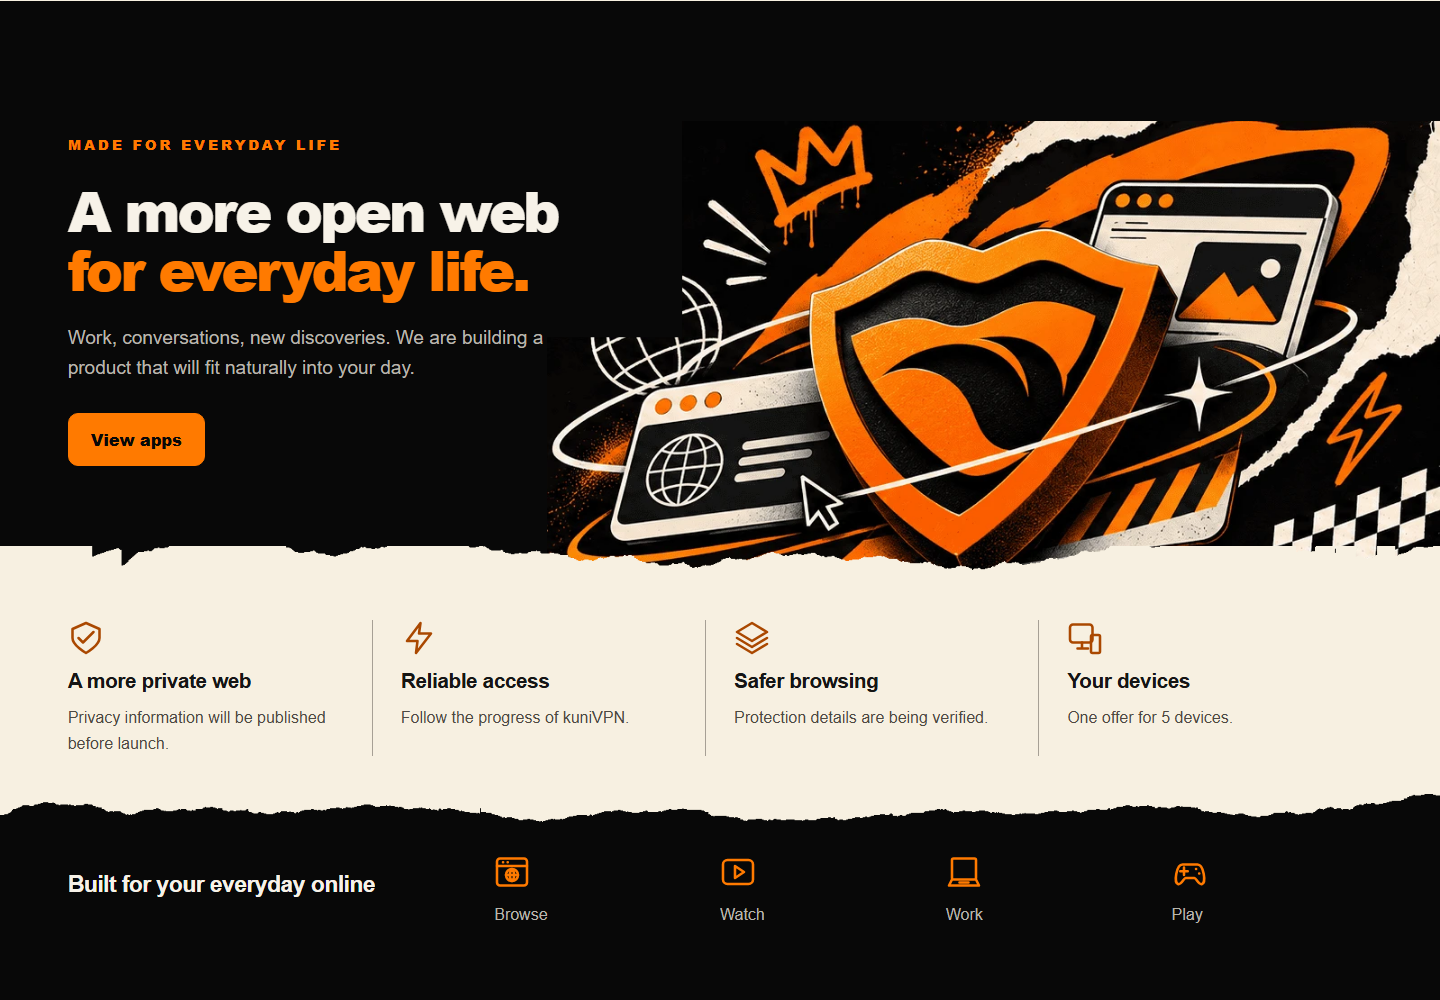 MADE FOR EVERYDAY LIFE
A more open web
for everyday life.
Work, conversations, new discoveries. We are building a
product that will fit naturally into your day.
View apps
A more private web
Privacy information will be published
before launch.
Reliable access
Follow the progress of kuniVPN.
Safer browsing
Protection details are being verified.
Your devices
One offer for 5 devices.
Built for your everyday online
Browse
Watch
Work
Play